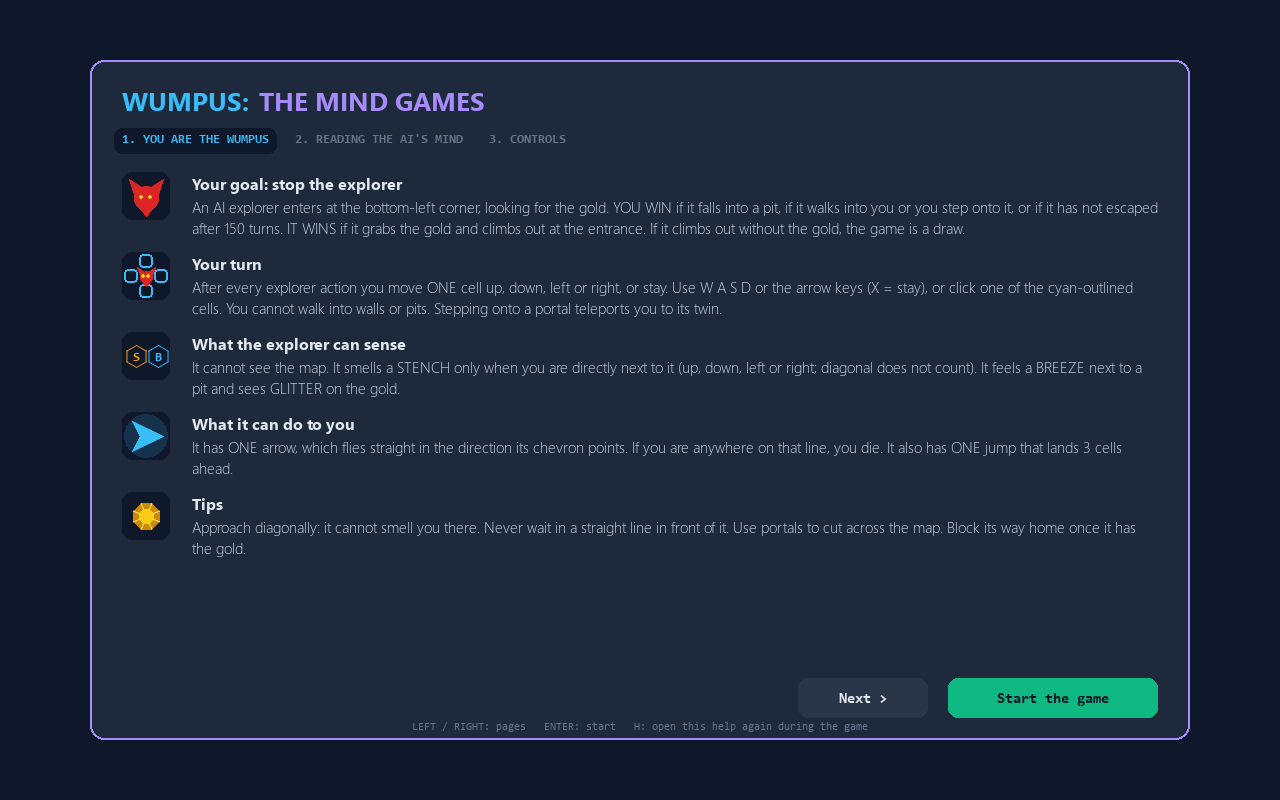 WUMPUS: THE MIND GAMES
1. YOU ARE THE WUMPUS 2. READING THE AI'S MIND 3. CONTROLS
Your goal: stop the explorer
An AI explorer enters at the bottom-left corner, looking for the gold. YOU WIN if it falls into a pit, if it walks into you or you step onto it, or if it has not escaped
after 150 turns. IT WINS if it grabs the gold and climbs out at the entrance. If it climbs out without the gold, the game is a draw.
Your turn
After every explorer action you move ONE cell up, down, left or right, or stay. Use W A S D or the arrow keys (X = stay), or click one of the cyan-outlined
cells. You cannot walk into walls or pits. Stepping onto a portal teleports you to its twin.
S B
What the explorer can sense
It cannot see the map. It smells a STENCH only when you are directly next to it (up, down, left or right; diagonal does not count). It feels a BREEZE next to a
pit and sees GLITTER on the gold.
What it can do to you
It has ONE arrow, which flies straight in the direction its chevron points. If you are anywhere on that line, you die. It also has ONE jump that lands 3 cells
ahead.
Tips
Approach diagonally: it cannot smell you there. Never wait in a straight line in front of it. Use portals to cut across the map. Block its way home once it has
the gold.
Next >
Start the game
LEFT / RIGHT: pages ENTER: start H: open this help again during the game